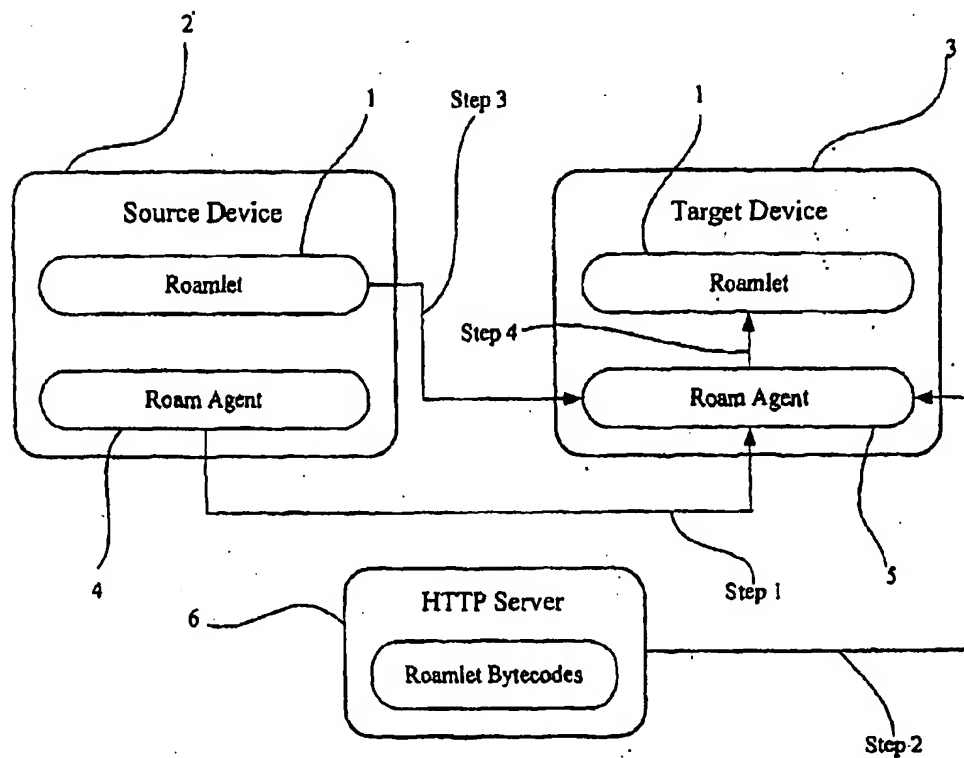 2
3
1
Step 3
1
Source Device
Target Device
Roamlet
Roamlet
Step 4
Roam Agent
Roam Agent
4
Step 1
5
6
HTTP Server
Roamlet Bytecodes
Step 2